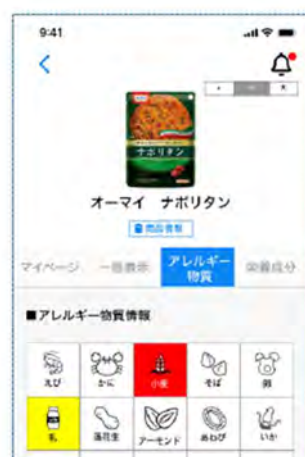 9:41
ナポリタン
オーマイ ナポリタン
商品情報
マイページ
一括表示
アレルギー
物質
栄養成分
■アレルギー物質情報
えび かに 小麦 そば 卵
乳 落花生 アーモンド あわび いか